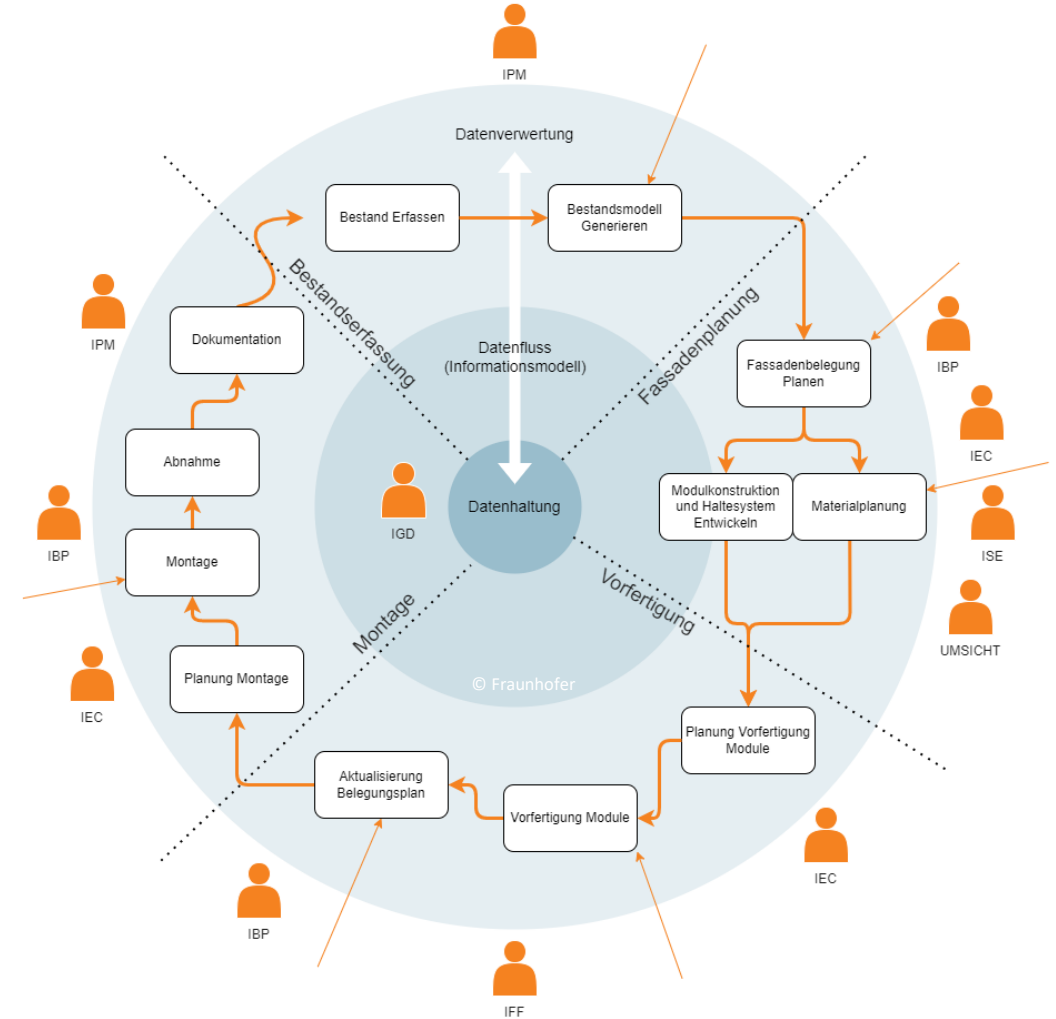 IPM
Datenverwertung
Bestand Erfassen
Bestandsmodell
Generieren
Bestandserfassung
Fassadenplanung
IPM
Dokumentation
Datenfluss
(Informationsmodell)
Fassadenbelegung
Planen
IBP
IEC
Abnahme
IGD
Datenhaltung
Modulkonstruktion
und Haltesystem
Entwickeln
Materialplanung
ISE
IBP
Montage
Montage
Vorfertigung
UMSICHT
Planung Montage
© Fraunhofer
IEC
Planung Vorfertigung
Module
Aktualisierung
Belegungsplan
Vorfertigung Module
IEC
IBP
IFF